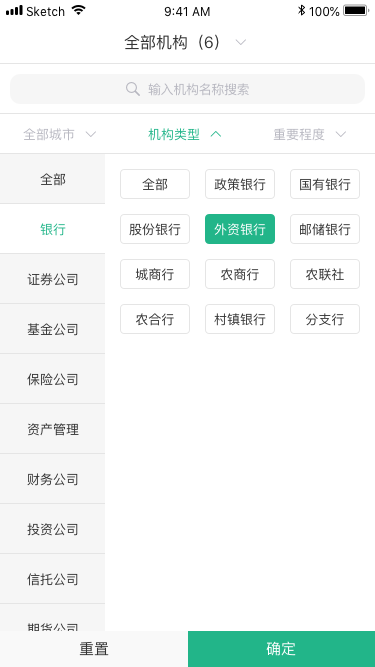 Sketch 9:41 AM 100%
全部机构（6）
输入机构名称搜索
全部城市 机构类型 重要程度
全部
银行
证券公司
基金公司
保险公司
资产管理
财务公司
投资公司
信托公司
期货公司
全部 政策银行 国有银行
股份银行 外资银行 邮储银行
城商行 农商行 农联社
农合行 村镇银行 分支行
重置 确定